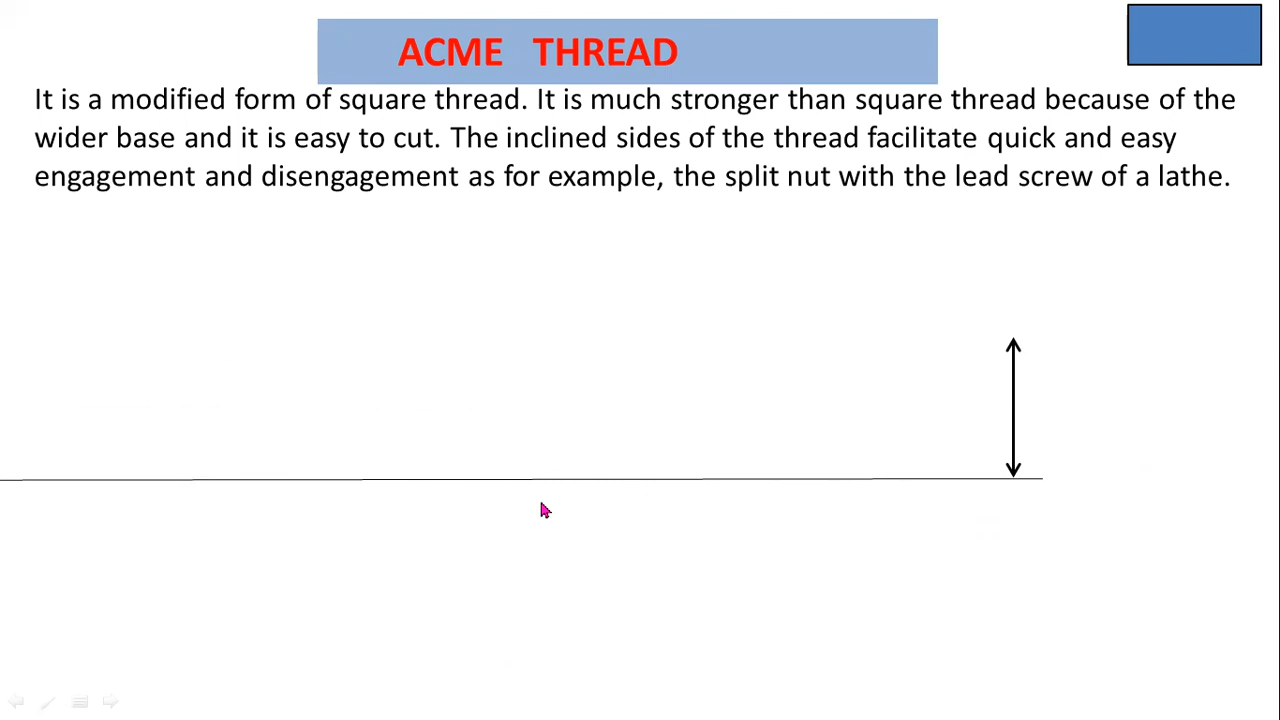 ACME THREAD
It is a modified form of square thread. It is much stronger than square thread because of the
wider base and it is easy to cut. The inclined sides of the thread facilitate quick and easy
engagement and disengagement as for example, the split nut with the lead screw of a lathe.